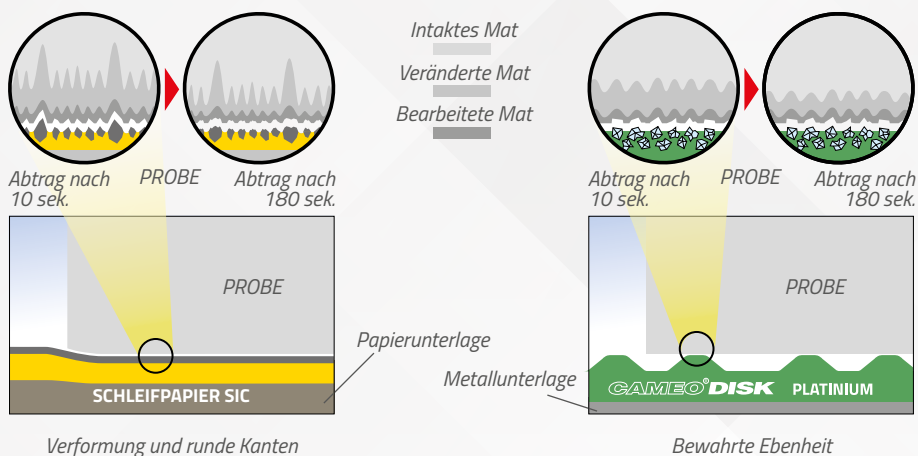 Intaktes Mat
Veränderte Mat
Bearbeitete Mat
Abtrag nach
10 sek.
PROBE
Abtrag nach
180 sek.
PROBE
Papierunterlage
SCHLEIFPAPIER SIC
Verformung und runde Kanten
Abtrag nach
10 sek.
PROBE
Abtrag nach
180 sek.
PROBE
Metallunterlage
CAMEO® DISK PLATINIUM
Bewahrte Ebenheit